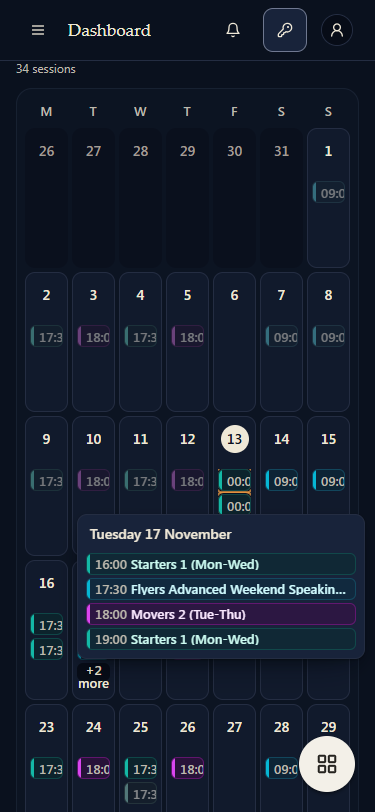 Dashboard
34 sessions
M T W T F S S
26 27 28 29 30 31 1
09:0
2 3 4 5 6 7 8
17:3 18:0 17:3 18:0 09:0 09:0
9 10 11 12 13 14 15
17:3 18:0 17:3 18:0 00:0 09:0 09:0
00:0
Tuesday 17 November
16:00 Starters 1 (Mon-Wed)
17:30 Flyers Advanced Weekend Speakin...
18:00 Movers 2 (Tue-Thu)
19:00 Starters 1 (Mon-Wed)
16
17:3
17:3
+2
more
23 24 25 26 27 28 29
17:3 18:0 17:3 18:0 09:0
17:3